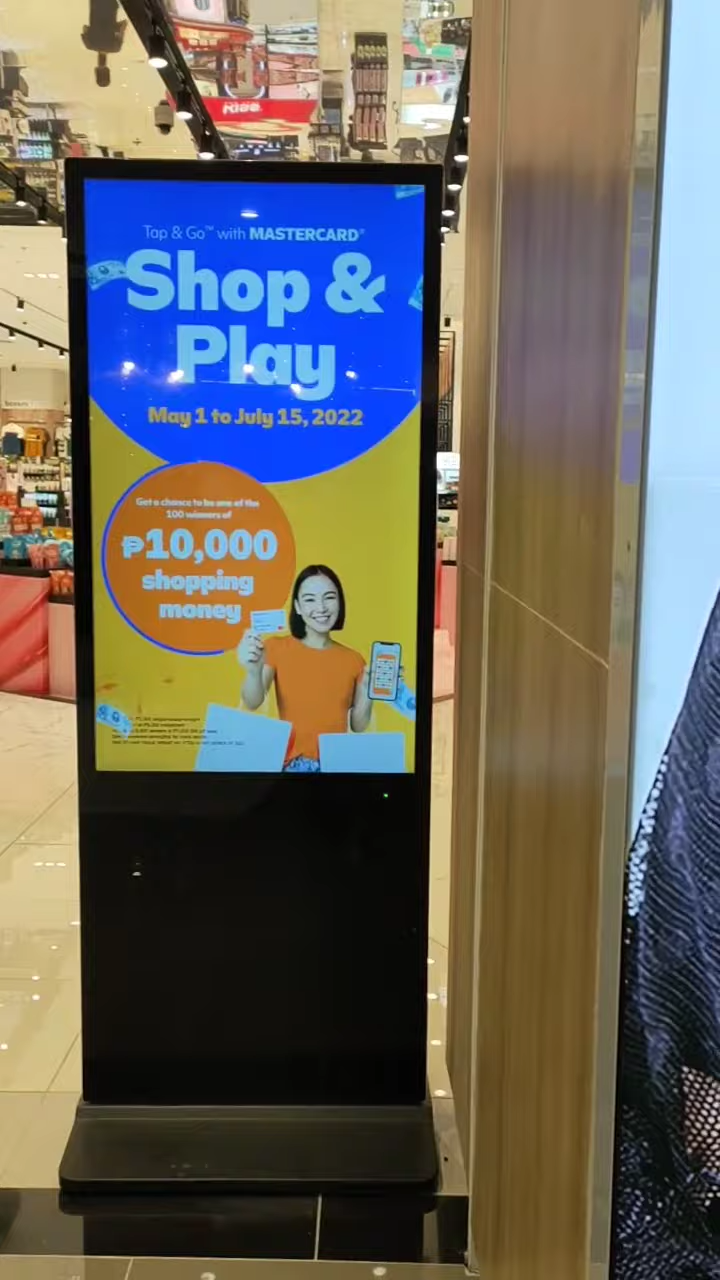 Rise
Tap & Go™ with MASTERCARD®
Shop &
Play
May 1 to July 15, 2022
Get a chance to be one of the
100 winners of
₱10,000
shopping
money